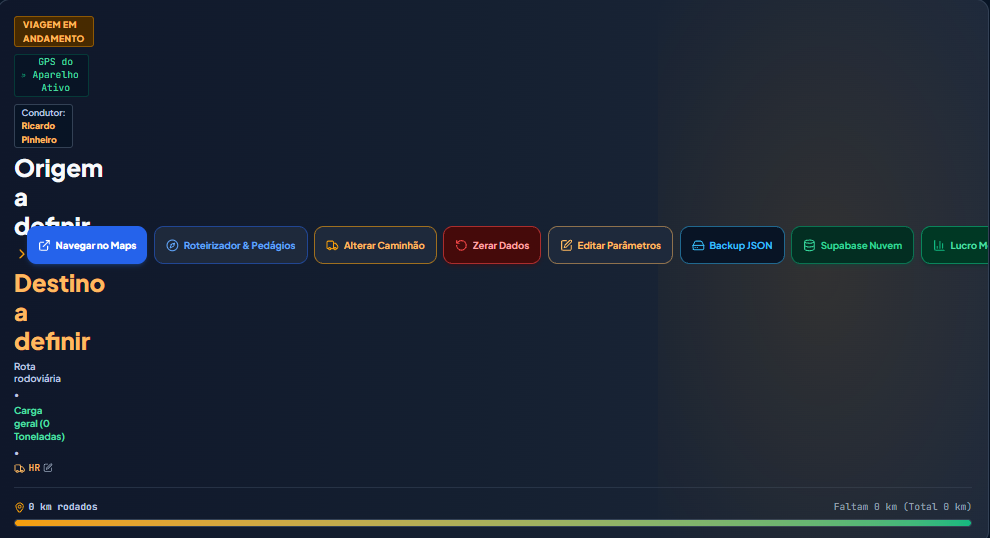 VIAGEM EM
ANDAMENTO
GPS do
Aparelho
Ativo
Condutor:
Ricardo
Pinheiro
Origem
a
definir
Navegar no Maps
Roteirizador & Pedágios
Alterar Caminhão
Zerar Dados
Editar Parâmetros
Backup JSON
Supabase Nuvem
Lucro M
Destino
a
definir
Rota
rodoviária
•
Carga
geral (0
Toneladas)
•
HR
0 km rodados
Faltam 0 km (Total 0 km)